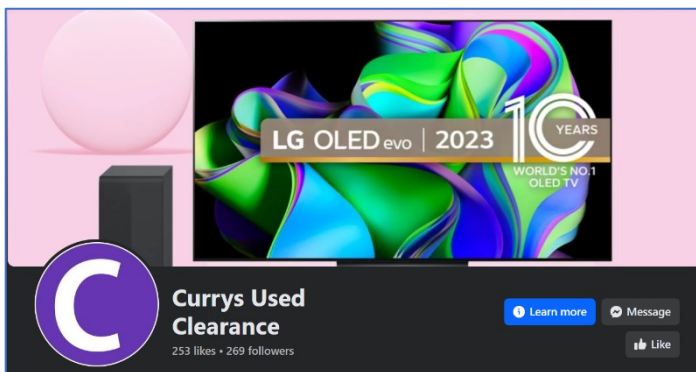 LG OLED evo | 2023
10 YEARS
WORLD'S NO.1
OLED TV
C
Currys Used
Clearance
253 likes • 269 followers
Learn more
Message
Like